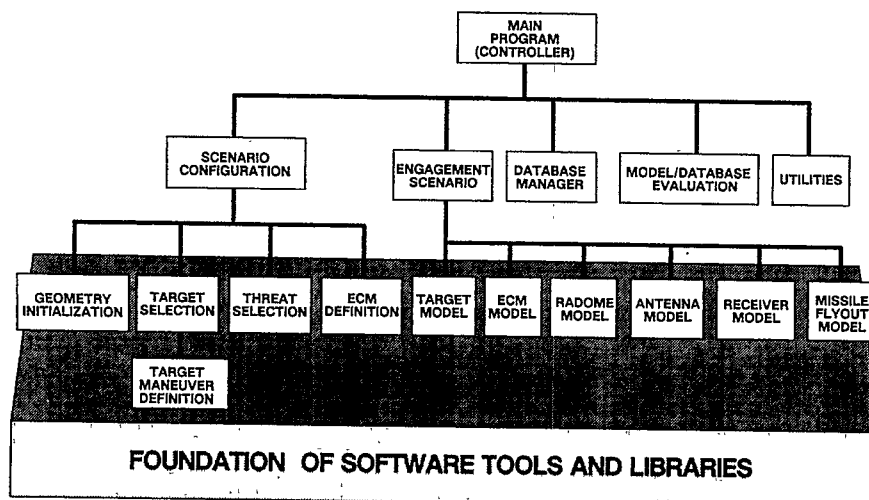 MAIN
PROGRAM
(CONTROLLER)
SCENARIO
CONFIGURATION
ENGAGEMENT
SCENARIO
DATABASE
MANAGER
MODEL/DATABASE
EVALUATION
UTILITIES
GEOMETRY
INITIALIZATION
TARGET
SELECTION
THREAT
SELECTION
ECM
DEFINITION
TARGET
MODEL
ECM
MODEL
RADOME
MODEL
ANTENNA
MODEL
RECEIVER
MODEL
MISSILE
FLYOUT
MODEL
TARGET
MANEUVER
DEFINITION
FOUNDATION OF SOFTWARE TOOLS AND LIBRARIES